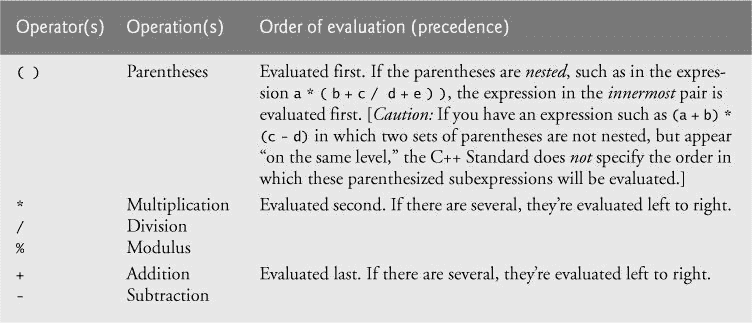 Operator(s) Operation(s) Order of evaluation (precedence)
( ) Parentheses Evaluated first. If the parentheses are nested, such as in the expres-
sion a * ( b + c / d + e ) ), the expression in the innermost pair is
evaluated first. [Caution: If you have an expression such as (a + b) *
(c - d) in which two sets of parentheses are not nested, but appear
“on the same level,” the C++ Standard does not specify the order in
which these parenthesized subexpressions will be evaluated.]
* Multiplication Evaluated second. If there are several, they’re evaluated left to right.
/ Division
% Modulus
+ Addition Evaluated last. If there are several, they’re evaluated left to right.
- Subtraction